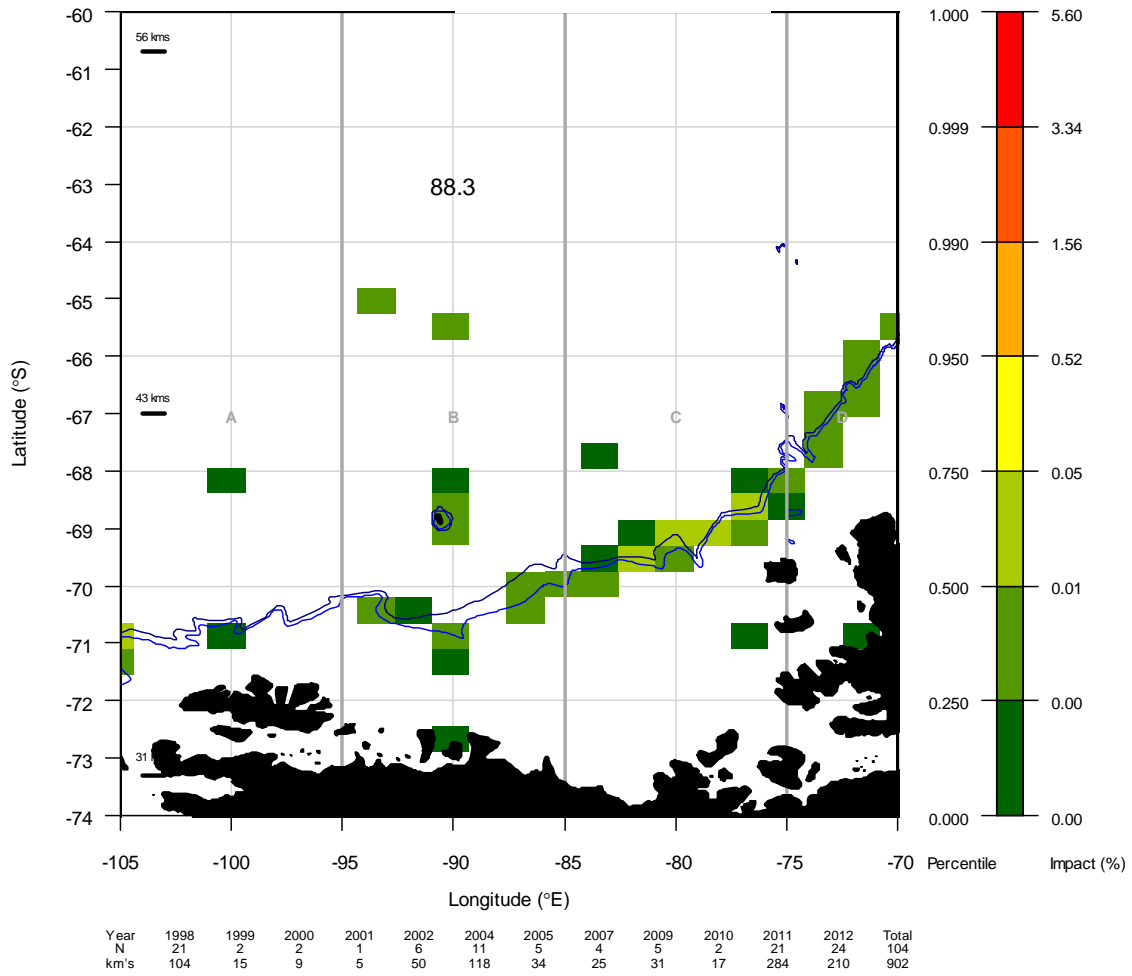 -60 1.000 5.60
56 kms
-61
-62 0.999 3.34
-63 88.3
-64 0.990 1.56
-65
-66 0.950 0.52
43 kms
-67 A B C D
-68 0.750 0.05
-69
-70 0.500 0.01
-71
-72 0.250 0.00
-73 31
-74 0.000 0.00
Latitude (°S)
-105 -100 -95 -90 -85 -80 -75 -70 Percentile Impact (%)
Longitude (°E)
Year 1998 1999 2000 2001 2002 2004 2005 2007 2009 2010 2011 2012 Total
N 21 2 2 1 6 11 5 4 5 2 21 24 104
km's 104 15 9 5 50 118 34 25 31 17 284 210 902